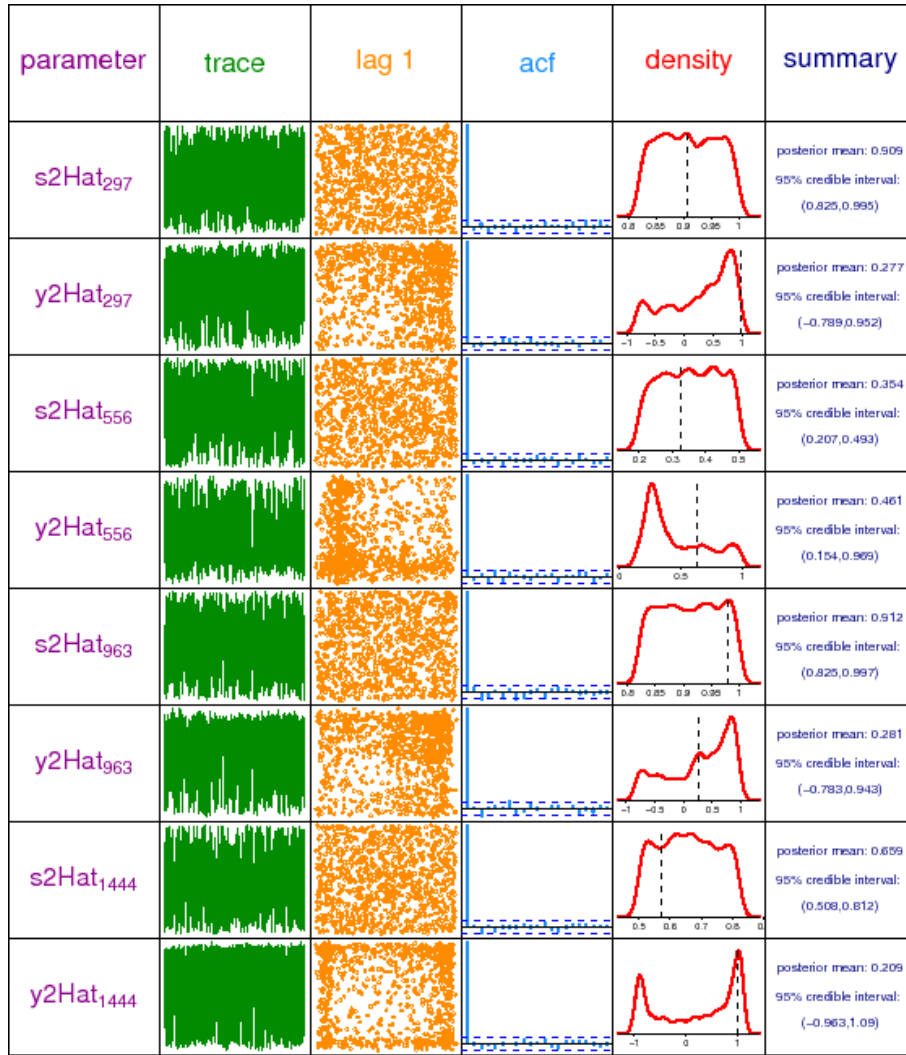 parameter trace lag 1 acf density summary
s2Hat297
posterior mean: 0.909
95% credible interval:
(0.825,0.995)
0.8 0.85 0.9 0.95 1
y2Hat297
posterior mean: 0.277
95% credible interval:
(−0.789,0.952)
−1 −0.5 0 0.5 1
s2Hat556
posterior mean: 0.354
95% credible interval:
(0.207,0.493)
0.2 0.3 0.4 0.5
y2Hat556
posterior mean: 0.461
95% credible interval:
(0.154,0.969)
0 0.5 1
s2Hat963
posterior mean: 0.912
95% credible interval:
(0.825,0.997)
0.8 0.85 0.9 0.95 1
y2Hat963
posterior mean: 0.281
95% credible interval:
(−0.783,0.943)
−1 −0.5 0 0.5 1
s2Hat1444
posterior mean: 0.659
95% credible interval:
(0.508,0.812)
0.5 0.6 0.7 0.8
y2Hat1444
posterior mean: 0.209
95% credible interval:
(−0.963,1.09)
−1 0 1